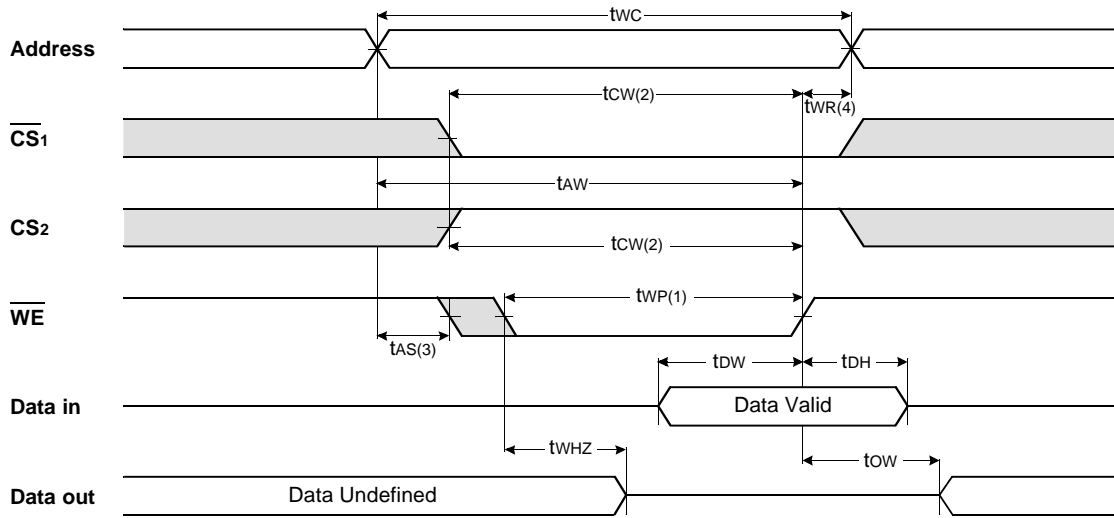 tWC
Address
tCW(2)
tWR(4)
CS1
tAW
CS2
tCW(2)
tWP(1)
WE
tAS(3)
tDW
tDH
Data in
Data Valid
tWHZ
tOW
Data out
Data Undefined